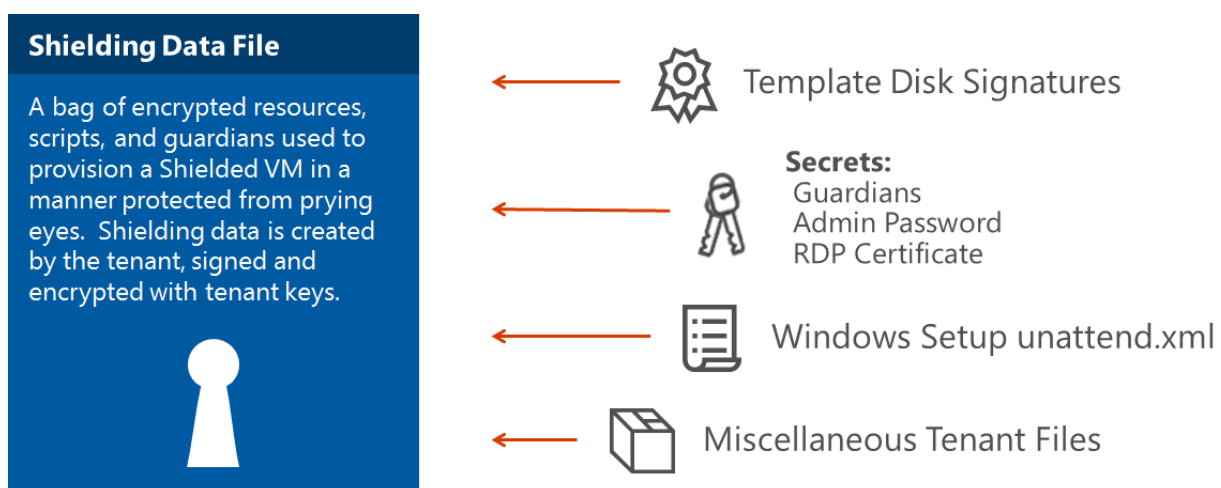 Shielding Data File
A bag of encrypted resources,
scripts, and guardians used to
provision a Shielded VM in a
manner protected from prying
eyes.  Shielding data is created
by the tenant, signed and
encrypted with tenant keys.
Template Disk Signatures
Secrets:
Guardians
Admin Password
RDP Certificate
Windows Setup unattend.xml
Miscellaneous Tenant Files